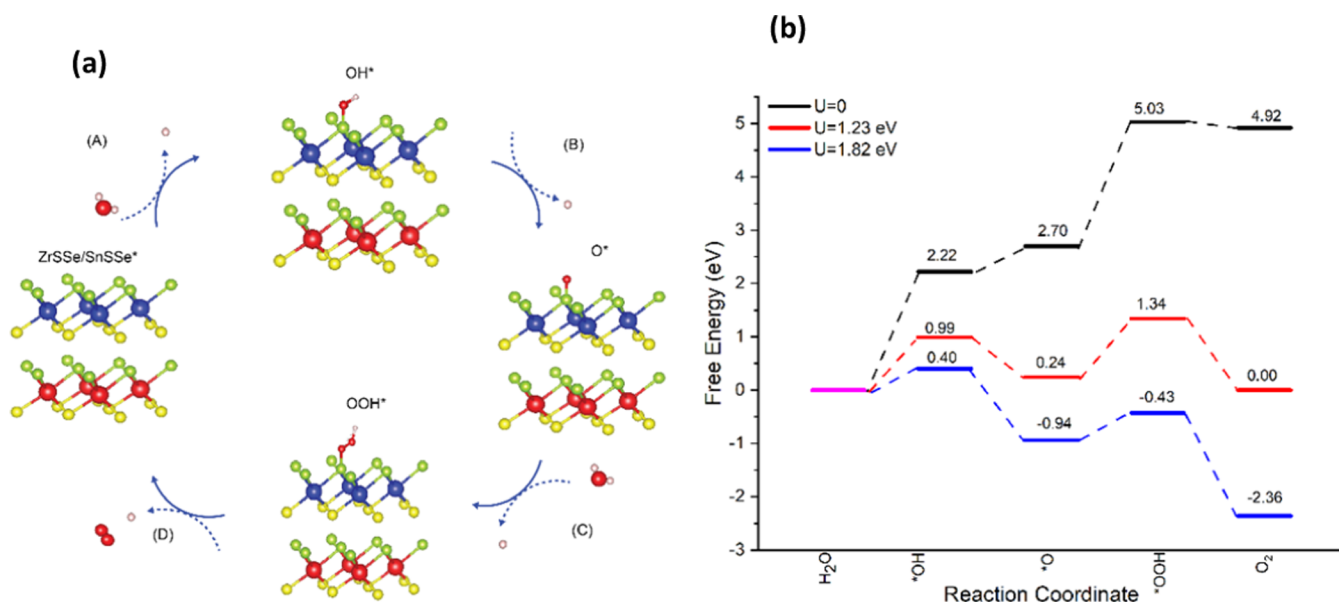 (a)
OH*
(A)
(B)
ZrSSe/SnSSe*
O*
OOH*
(D)
(C)
(b)
U=0
U=1.23 eV
U=1.82 eV
Free Energy (eV)
5
4
3
2
1
0
-1
-2
-3
2.22
2.70
5.03
4.92
0.99
0.24
1.34
0.00
0.40
-0.94
-0.43
-2.36
H₂O
*OH
*O
*OOH
O₂
Reaction Coordinate